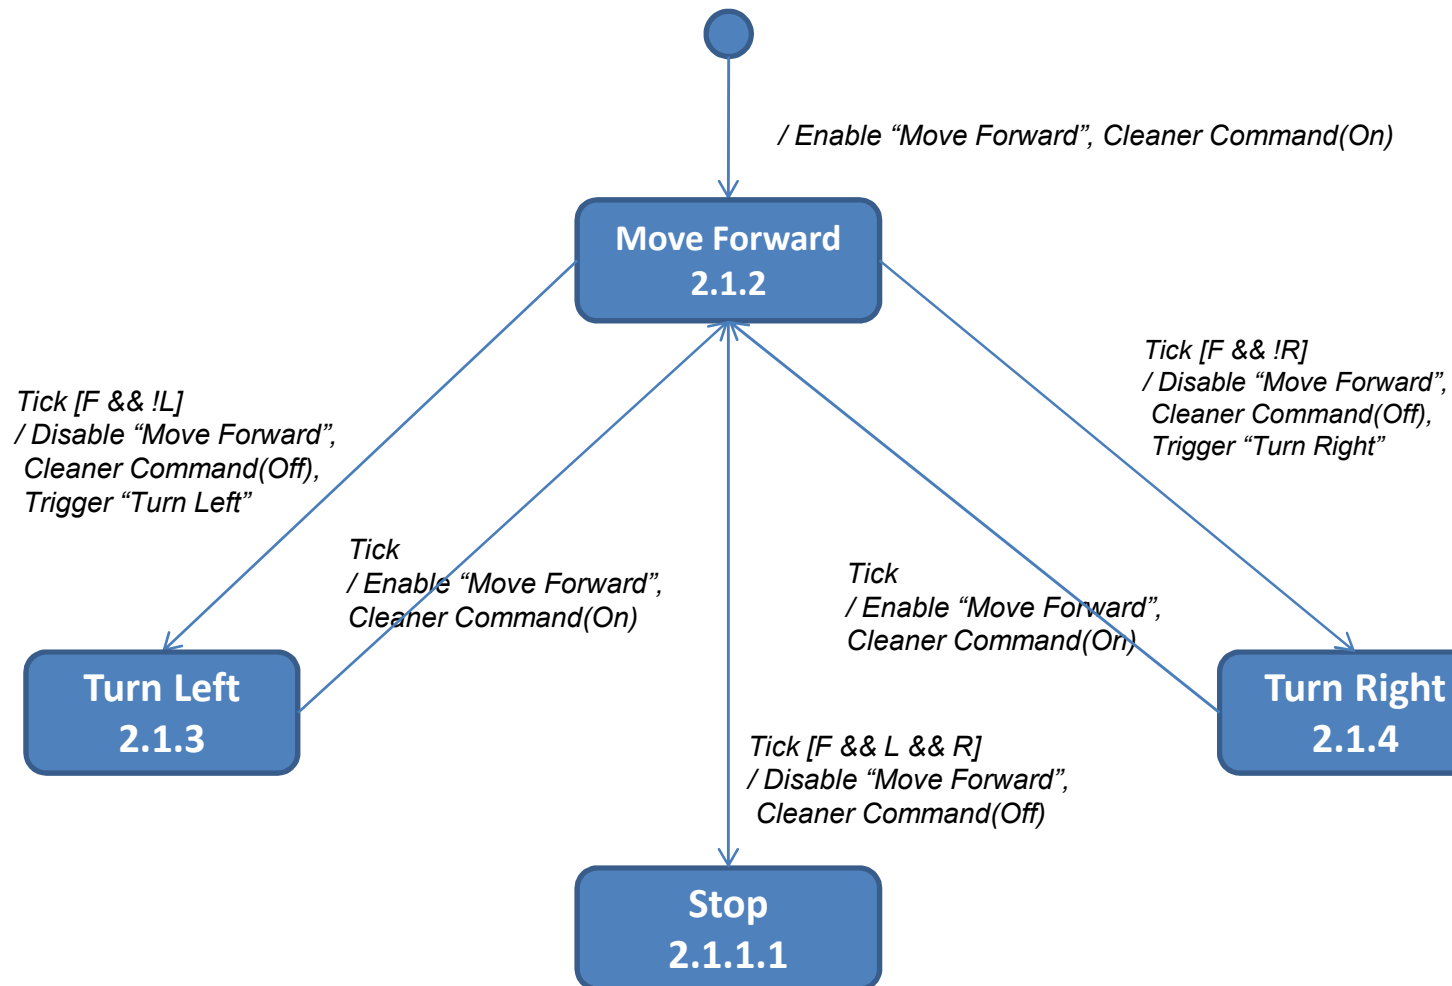 / Enable “Move Forward”, Cleaner Command(On)
Move Forward
2.1.2
Tick [F && !R]
/ Disable “Move Forward”,
Cleaner Command(Off),
Trigger “Turn Right”
Tick [F && !L]
/ Disable “Move Forward”,
Cleaner Command(Off),
Trigger “Turn Left”
Tick
/ Enable “Move Forward”,
Cleaner Command(On)
Tick
/ Enable “Move Forward”,
Cleaner Command(On)
Turn Left
2.1.3
Turn Right
2.1.4
Tick [F && L && R]
/ Disable “Move Forward”,
Cleaner Command(Off)
Stop
2.1.1.1